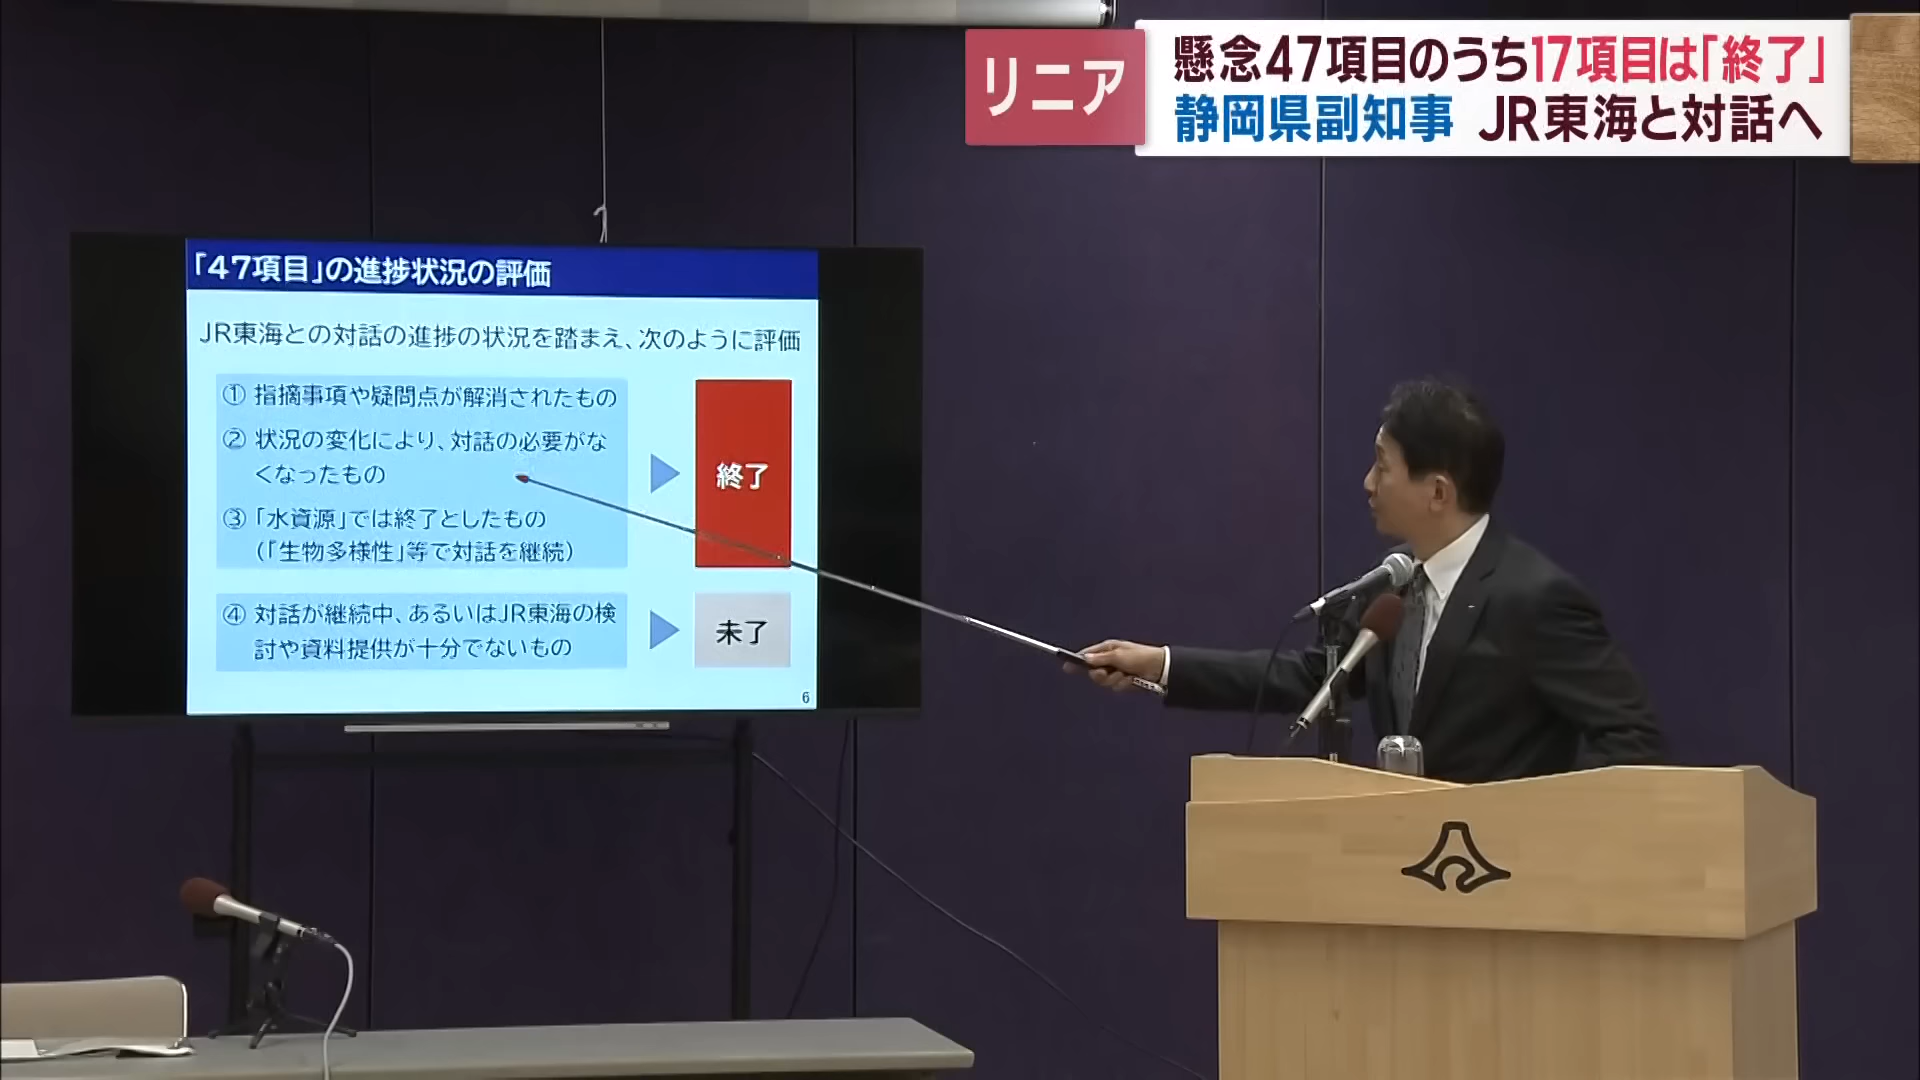 リニア
懸念47項目のうち17項目は「終了」
静岡県副知事 JR東海と対話へ
「47項目」の進捗状況の評価
JR東海との対話の進捗の状況を踏まえ、次のように評価
① 指摘事項や疑問点が解消されたもの
② 状況の変化により、対話の必要がな
くなったもの
③ 「水資源」では終了としたもの
(「生物多様性」等で対話を継続)
終了
④ 対話が継続中、あるいはJR東海の検
討や資料提供が十分でないもの
未了
6